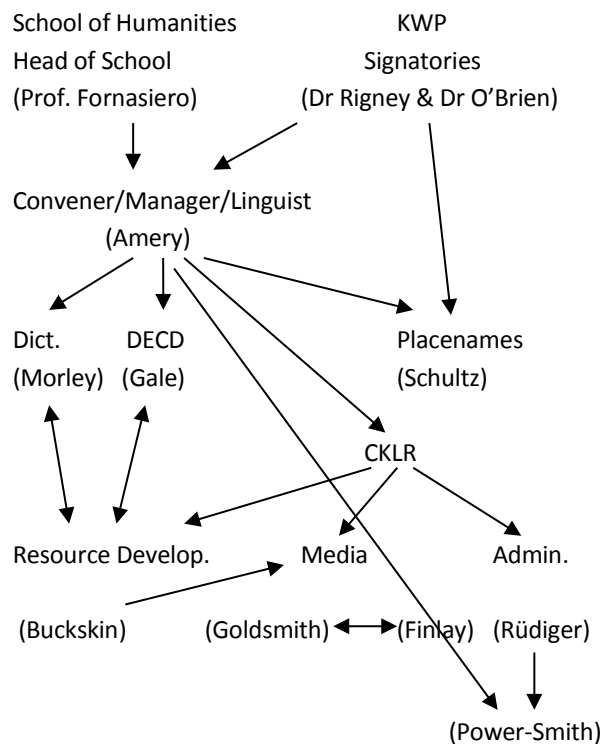 School of Humanities KWP
Head of School Signatories
(Prof. Fornasiero) (Dr Rigney & Dr O’Brien)
Convener/Manager/Linguist
(Amery)
Dict. DECD Placenames
(Morley) (Gale) (Schultz)
CKLR
Resource Develop. Media Admin.
(Buckskin) (Goldsmith) (Finlay) (Rüdiger)
(Power-Smith)